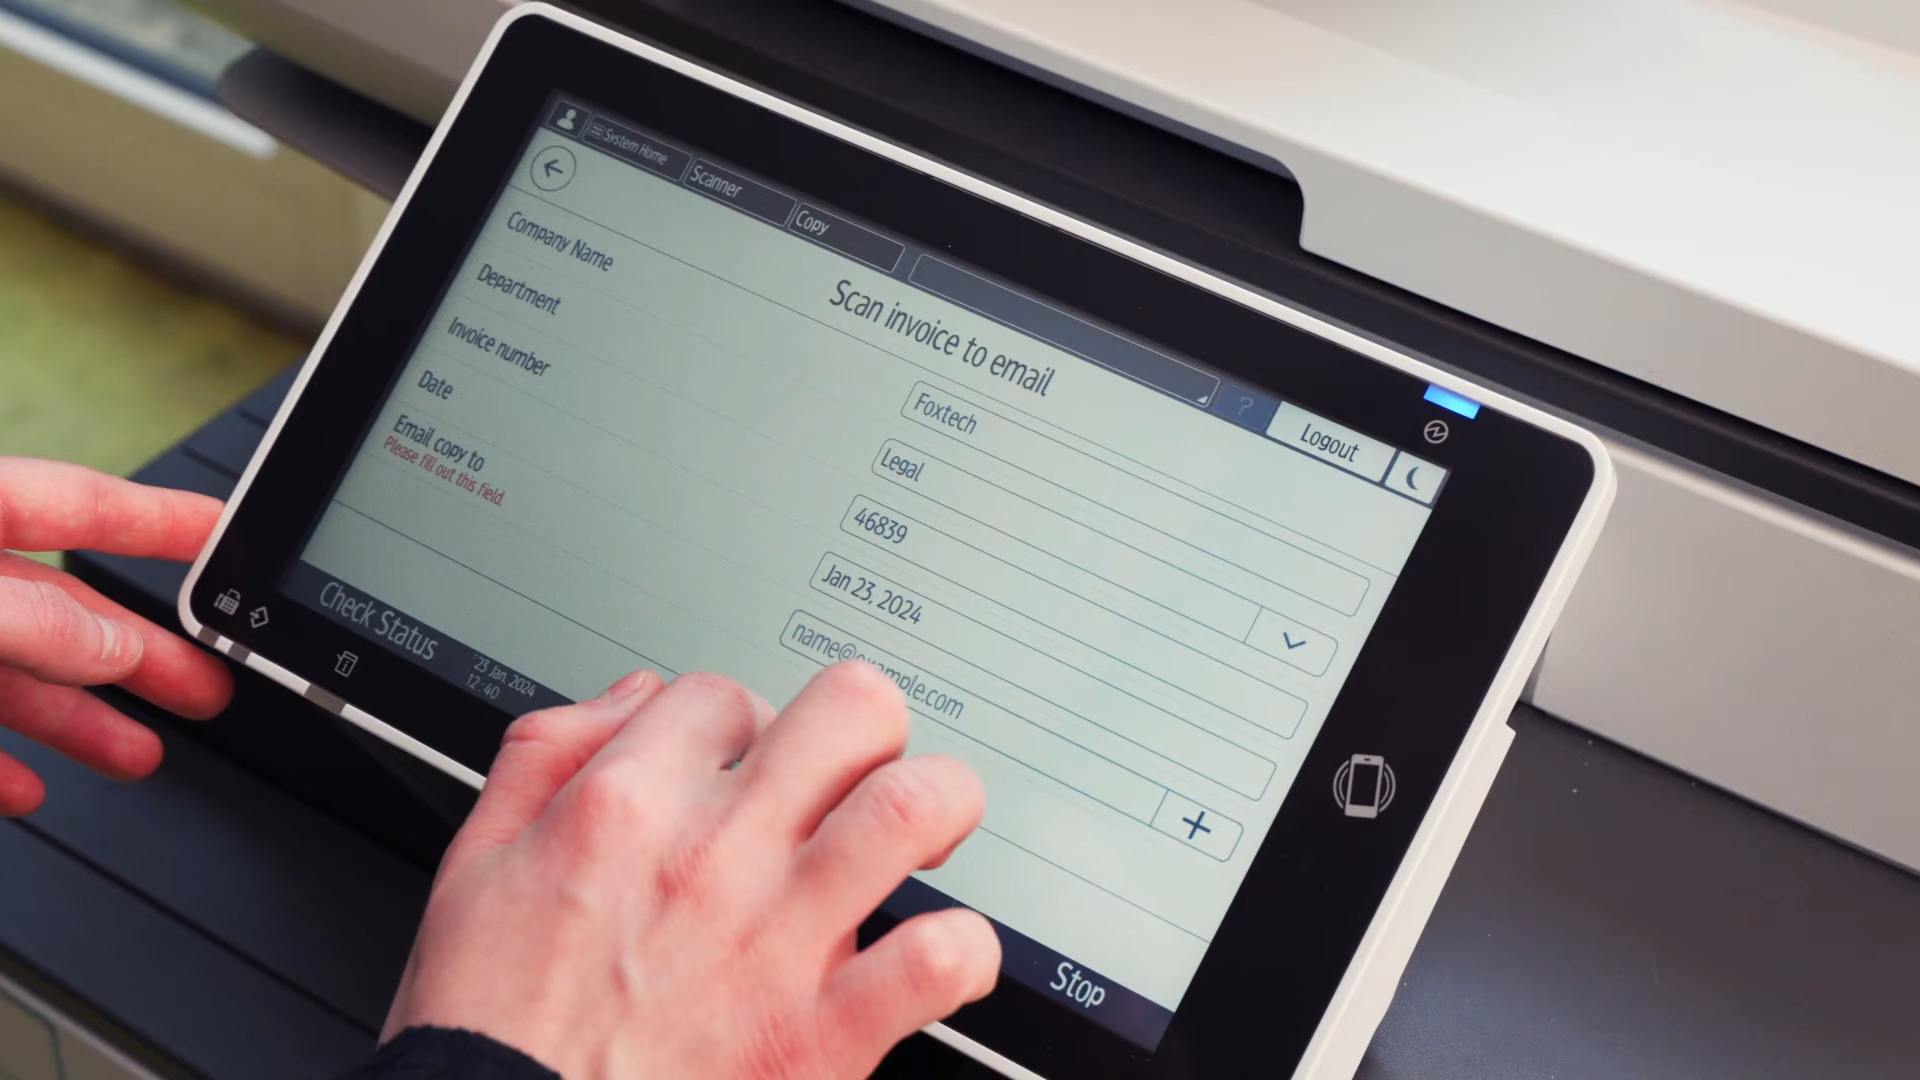 System Home
Scanner
Copy
?
Logout
Scan invoice to email
Company Name
Foxtech
Department
Legal
Invoice number
46839
Date
Jan 23, 2024
Email copy to
Please fill out this field.
name@example.com
Check Status
23 Jan. 2024
12:40
Stop